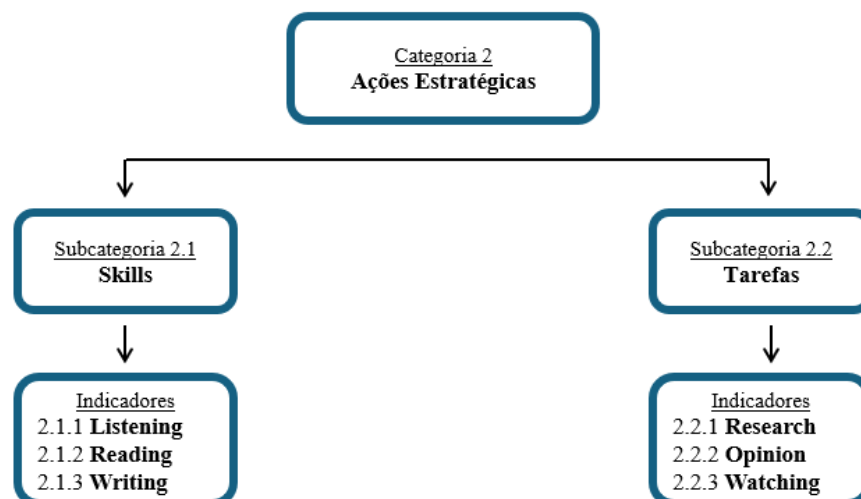 Categoria 2
Ações Estratégicas
Subcategoria 2.1
Skills
Subcategoria 2.2
Tarefas
Indicadores
2.1.1 Listening
2.1.2 Reading
2.1.3 Writing
Indicadores
2.2.1 Research
2.2.2 Opinion
2.2.3 Watching